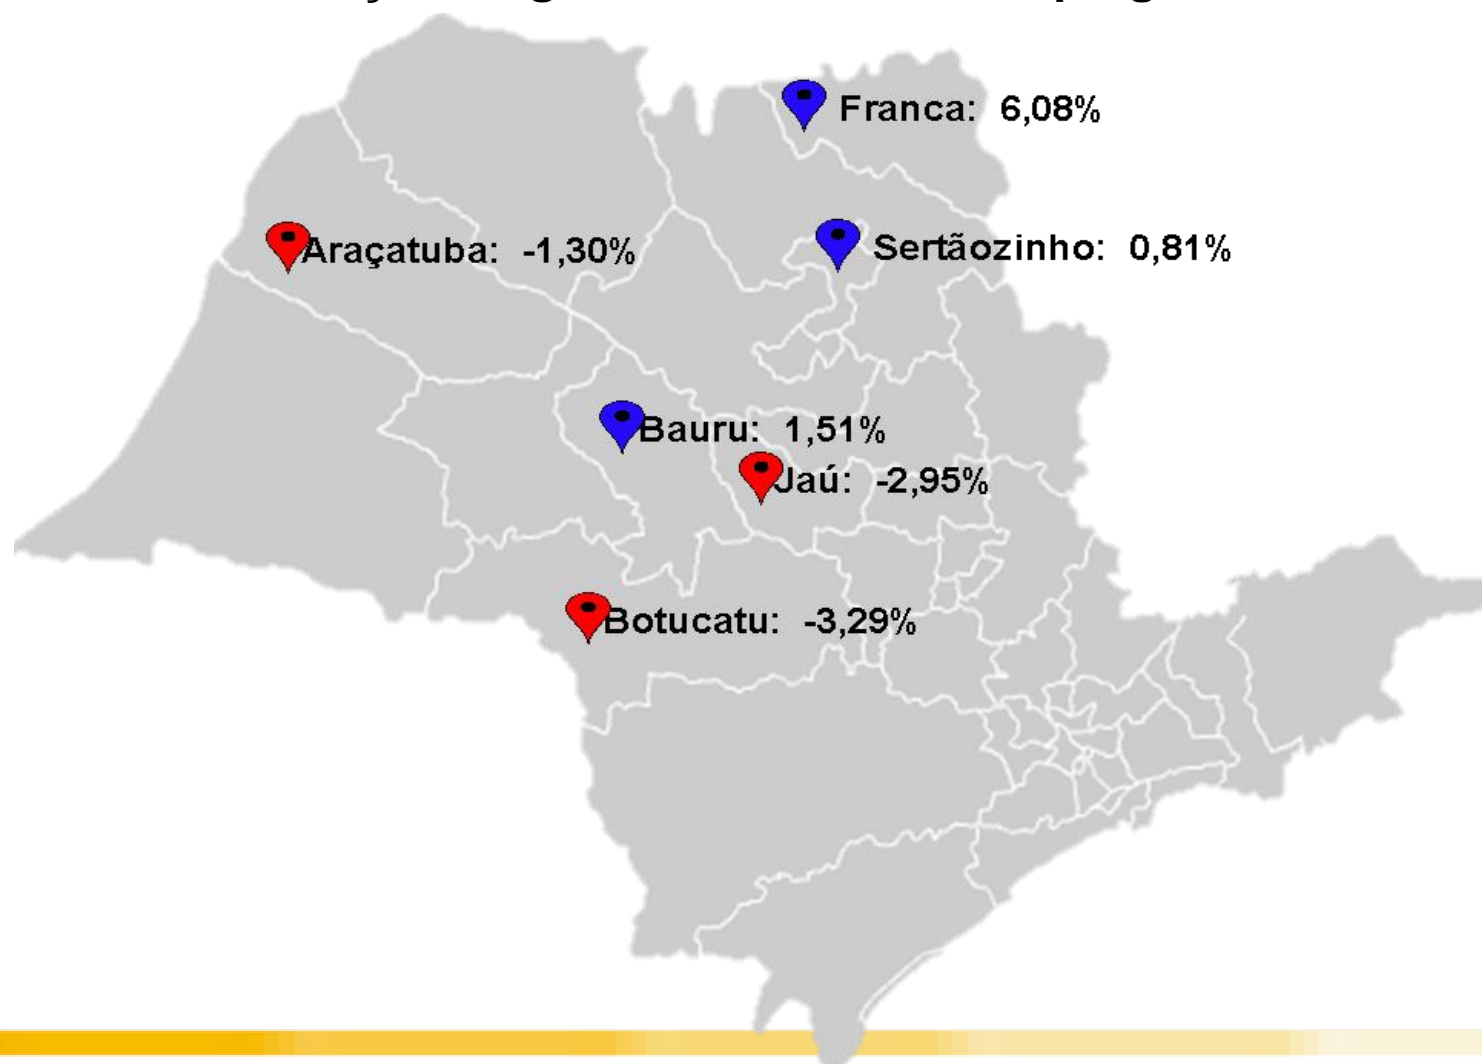 Franca: 6,08%
Araçatuba: -1,30%
Sertãozinho: 0,81%
Bauru: 1,51%
Jaú: -2,95%
Botucatu: -3,29%